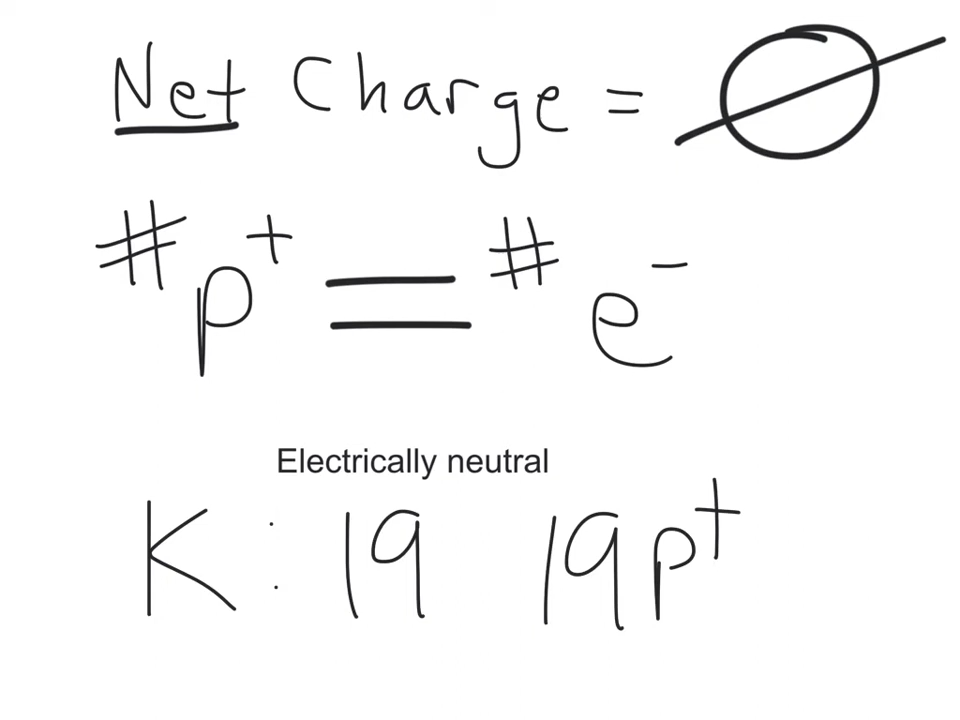 Net Charge = Ø
# p⁺ = # e⁻
Electrically neutral
K: 19 19p⁺